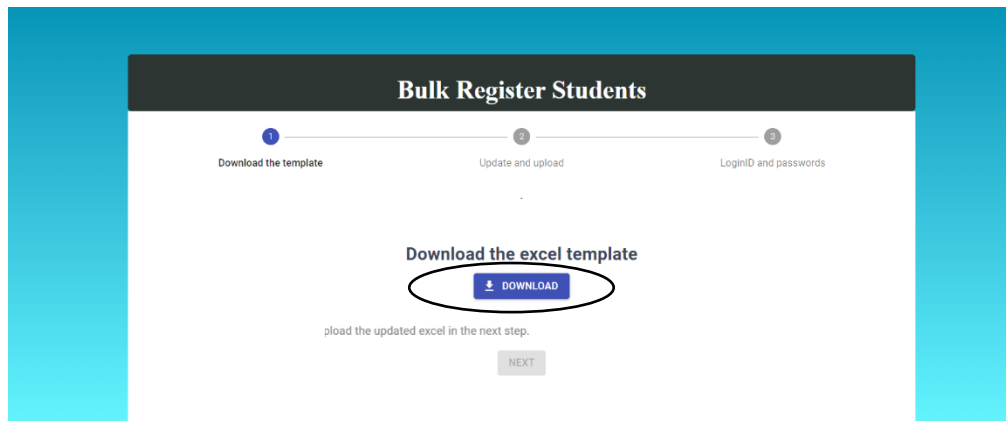 Bulk Register Students
1
2
3
Download the template
Update and upload
LoginID and passwords
.
Download the excel template
DOWNLOAD
pload the updated excel in the next step.
NEXT